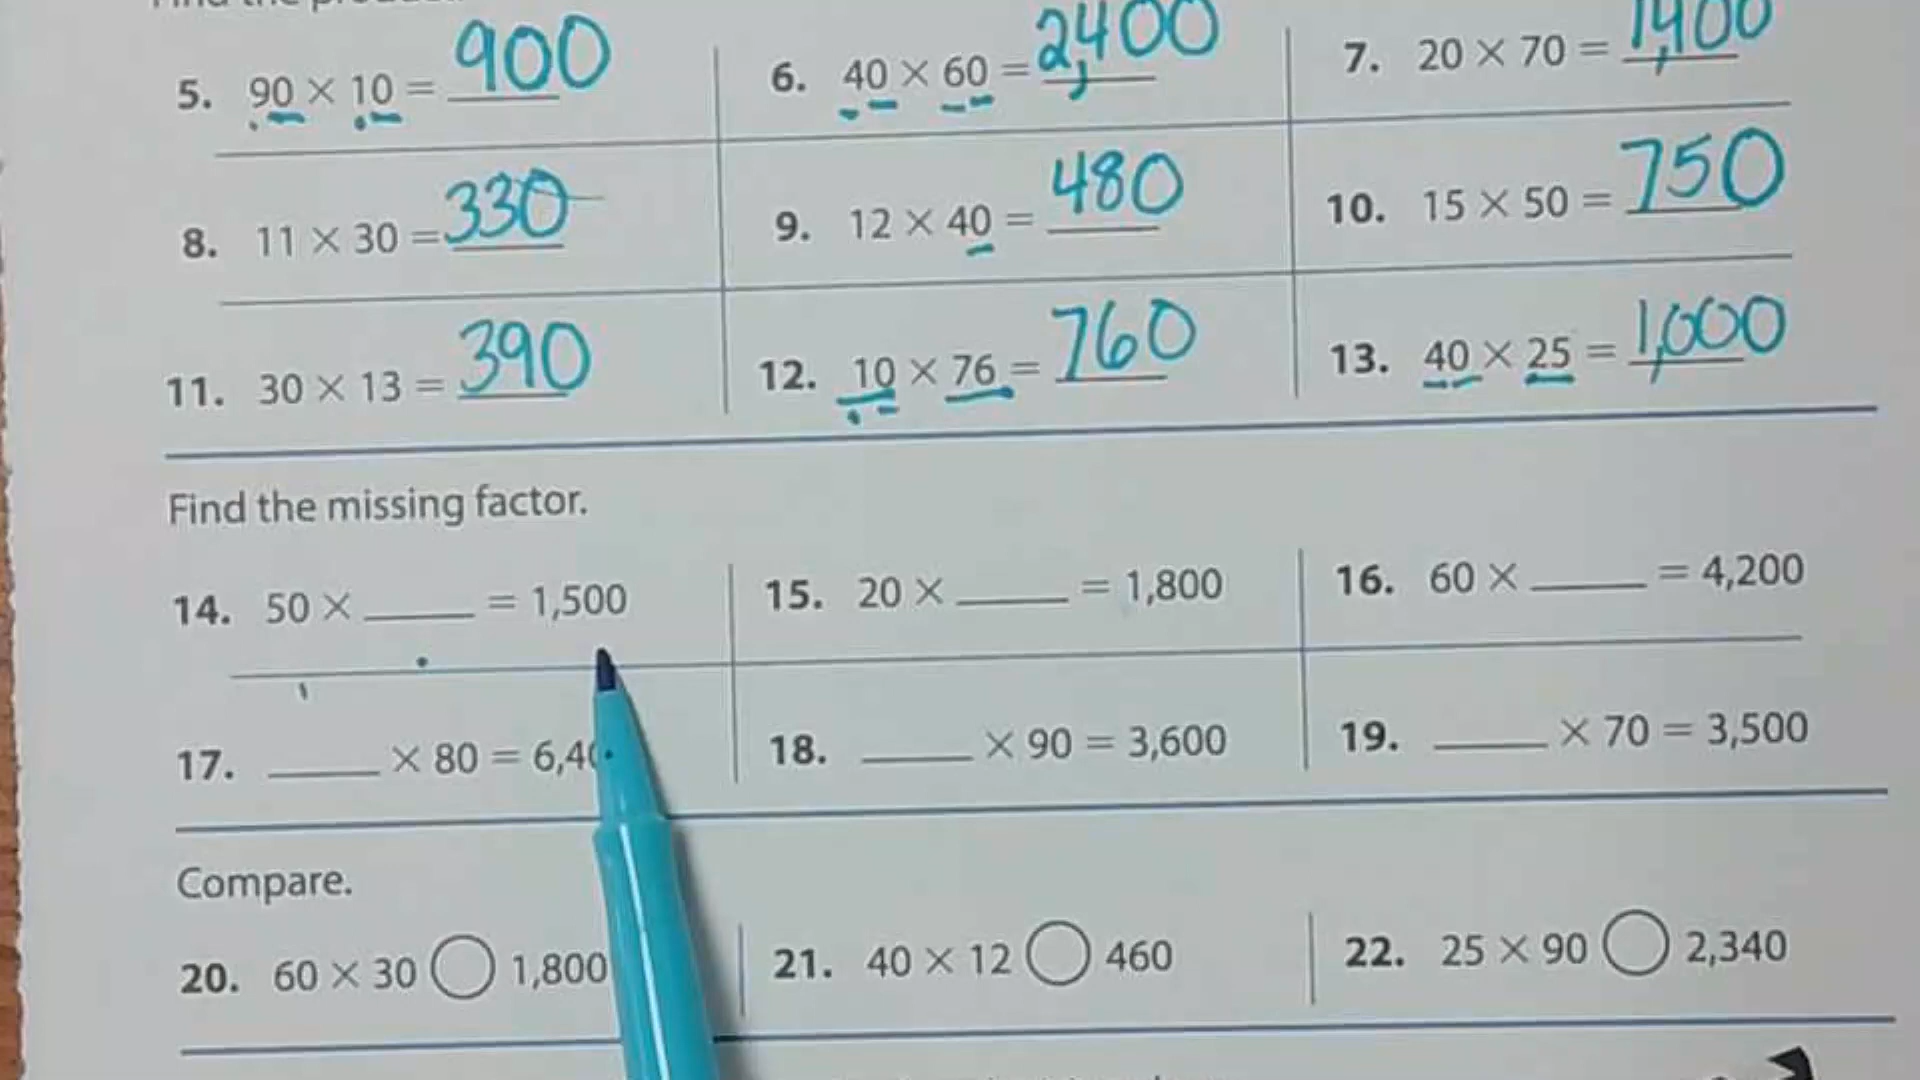 5. 90 × 10 = 900
6. 40 × 60 = 2,400
7. 20 × 70 = 1,400
8. 11 × 30 = 330
9. 12 × 40 = 480
10. 15 × 50 = 750
11. 30 × 13 = 390
12. 10 × 76 = 760
13. 40 × 25 = 1,000
Find the missing factor.
14. 50 × ____ = 1,500
15. 20 × ____ = 1,800
16. 60 × ____ = 4,200
17. ____ × 80 = 6,40
18. ____ × 90 = 3,600
19. ____ × 70 = 3,500
Compare.
20. 60 × 30 ◯ 1,800
21. 40 × 12 ◯ 460
22. 25 × 90 ◯ 2,340